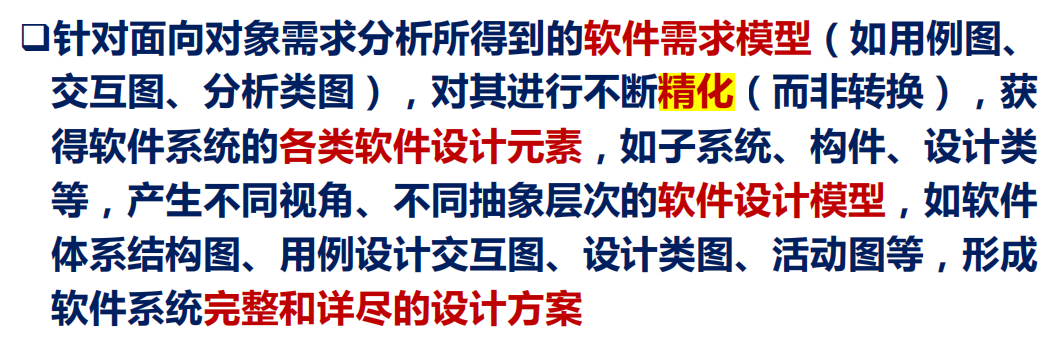 ❑针对面向对象需求分析所得到的软件需求模型（如用例图、
交互图、分析类图），对其进行不断精化（而非转换），获
得软件系统的各类软件设计元素，如子系统、构件、设计类
等，产生不同视角、不同抽象层次的软件设计模型，如软件
体系结构图、用例设计交互图、设计类图、活动图等，形成
软件系统完整和详尽的设计方案